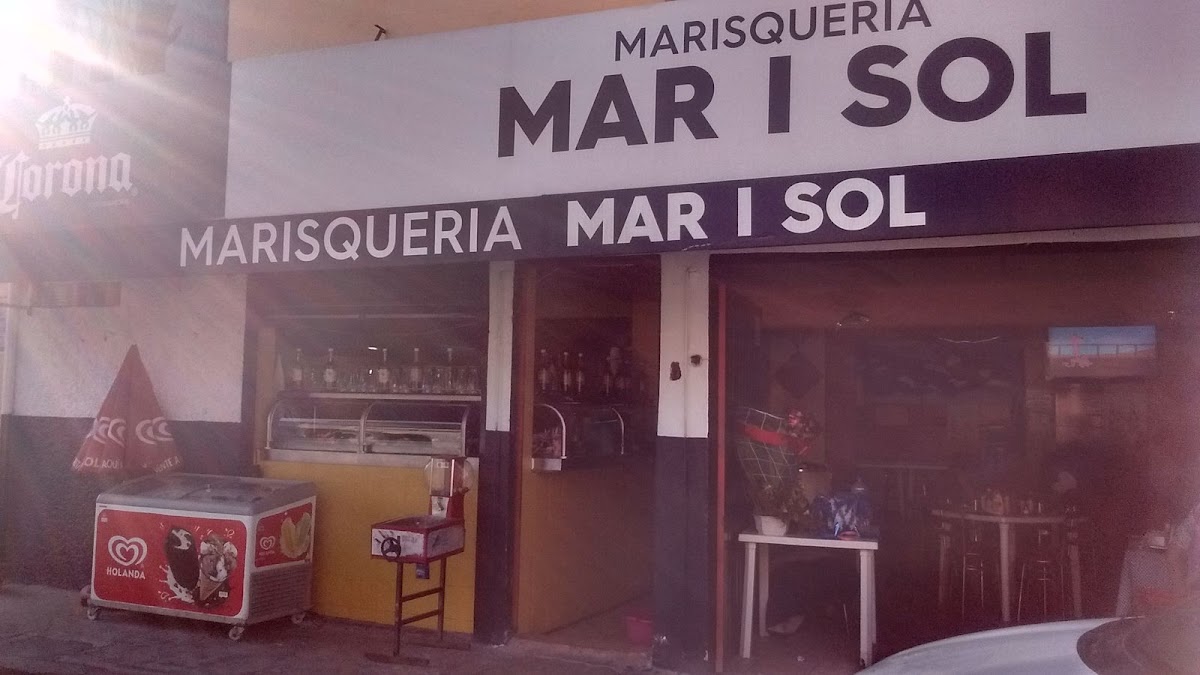 MARISQUERIA
MAR I SOL
Corona
MARISQUERIA MAR I SOL
HOLANDA